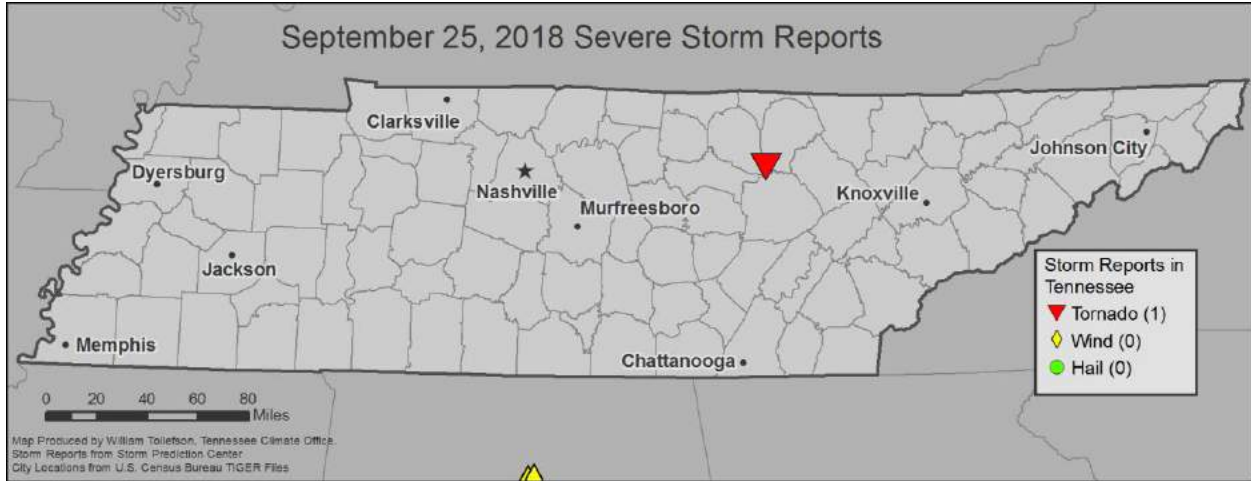 September 25, 2018 Severe Storm Reports
Clarksville
Johnson City
Dyersburg
Nashville
Knoxville
Murfreesboro
Jackson
Memphis
Chattanooga
Storm Reports in
Tennessee
Tornado (1)
Wind (0)
Hail (0)
0 20 40 60 80
Miles
Map Produced by William Tollefson, Tennessee Climate Office.
Storm Reports from Storm Prediction Center
City Locations from U.S. Census Bureau TIGER Files